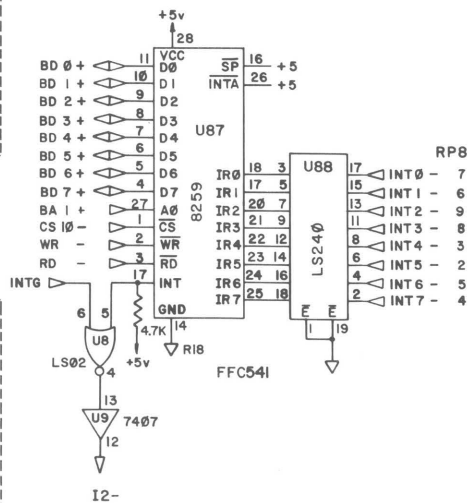 +5v
28
BD 0 + 11 D0 VCC SP 16 +5
BD 1 + 10 D1 INTA 26 +5
BD 2 + 9 D2
BD 3 + 8 D3 U87
BD 4 + 7 D4 RP8
BD 5 + 6 D5 U88
BD 6 + 5 D6 IR0 18 3 17 INT0 - 7
BD 7 + 4 D7 IR1 17 5 15 INT1 - 6
BA 1 + 27 A0 8259 IR2 20 7 LS240 13 INT2 - 9
CS 10 - 1 CS IR3 21 9 11 INT3 - 8
WR - 2 WR IR4 22 12 8 INT4 - 3
RD - 3 RD IR5 23 14 6 INT5 - 2
INTG 17 INT IR6 24 16 4 INT6 - 5
IR7 25 18 2 INT7 - 4
6 5 GND E E
U8 4.7K 14 1 19
LS02 4 +5v R18 FFC541
13
U9 7407
12
I2-